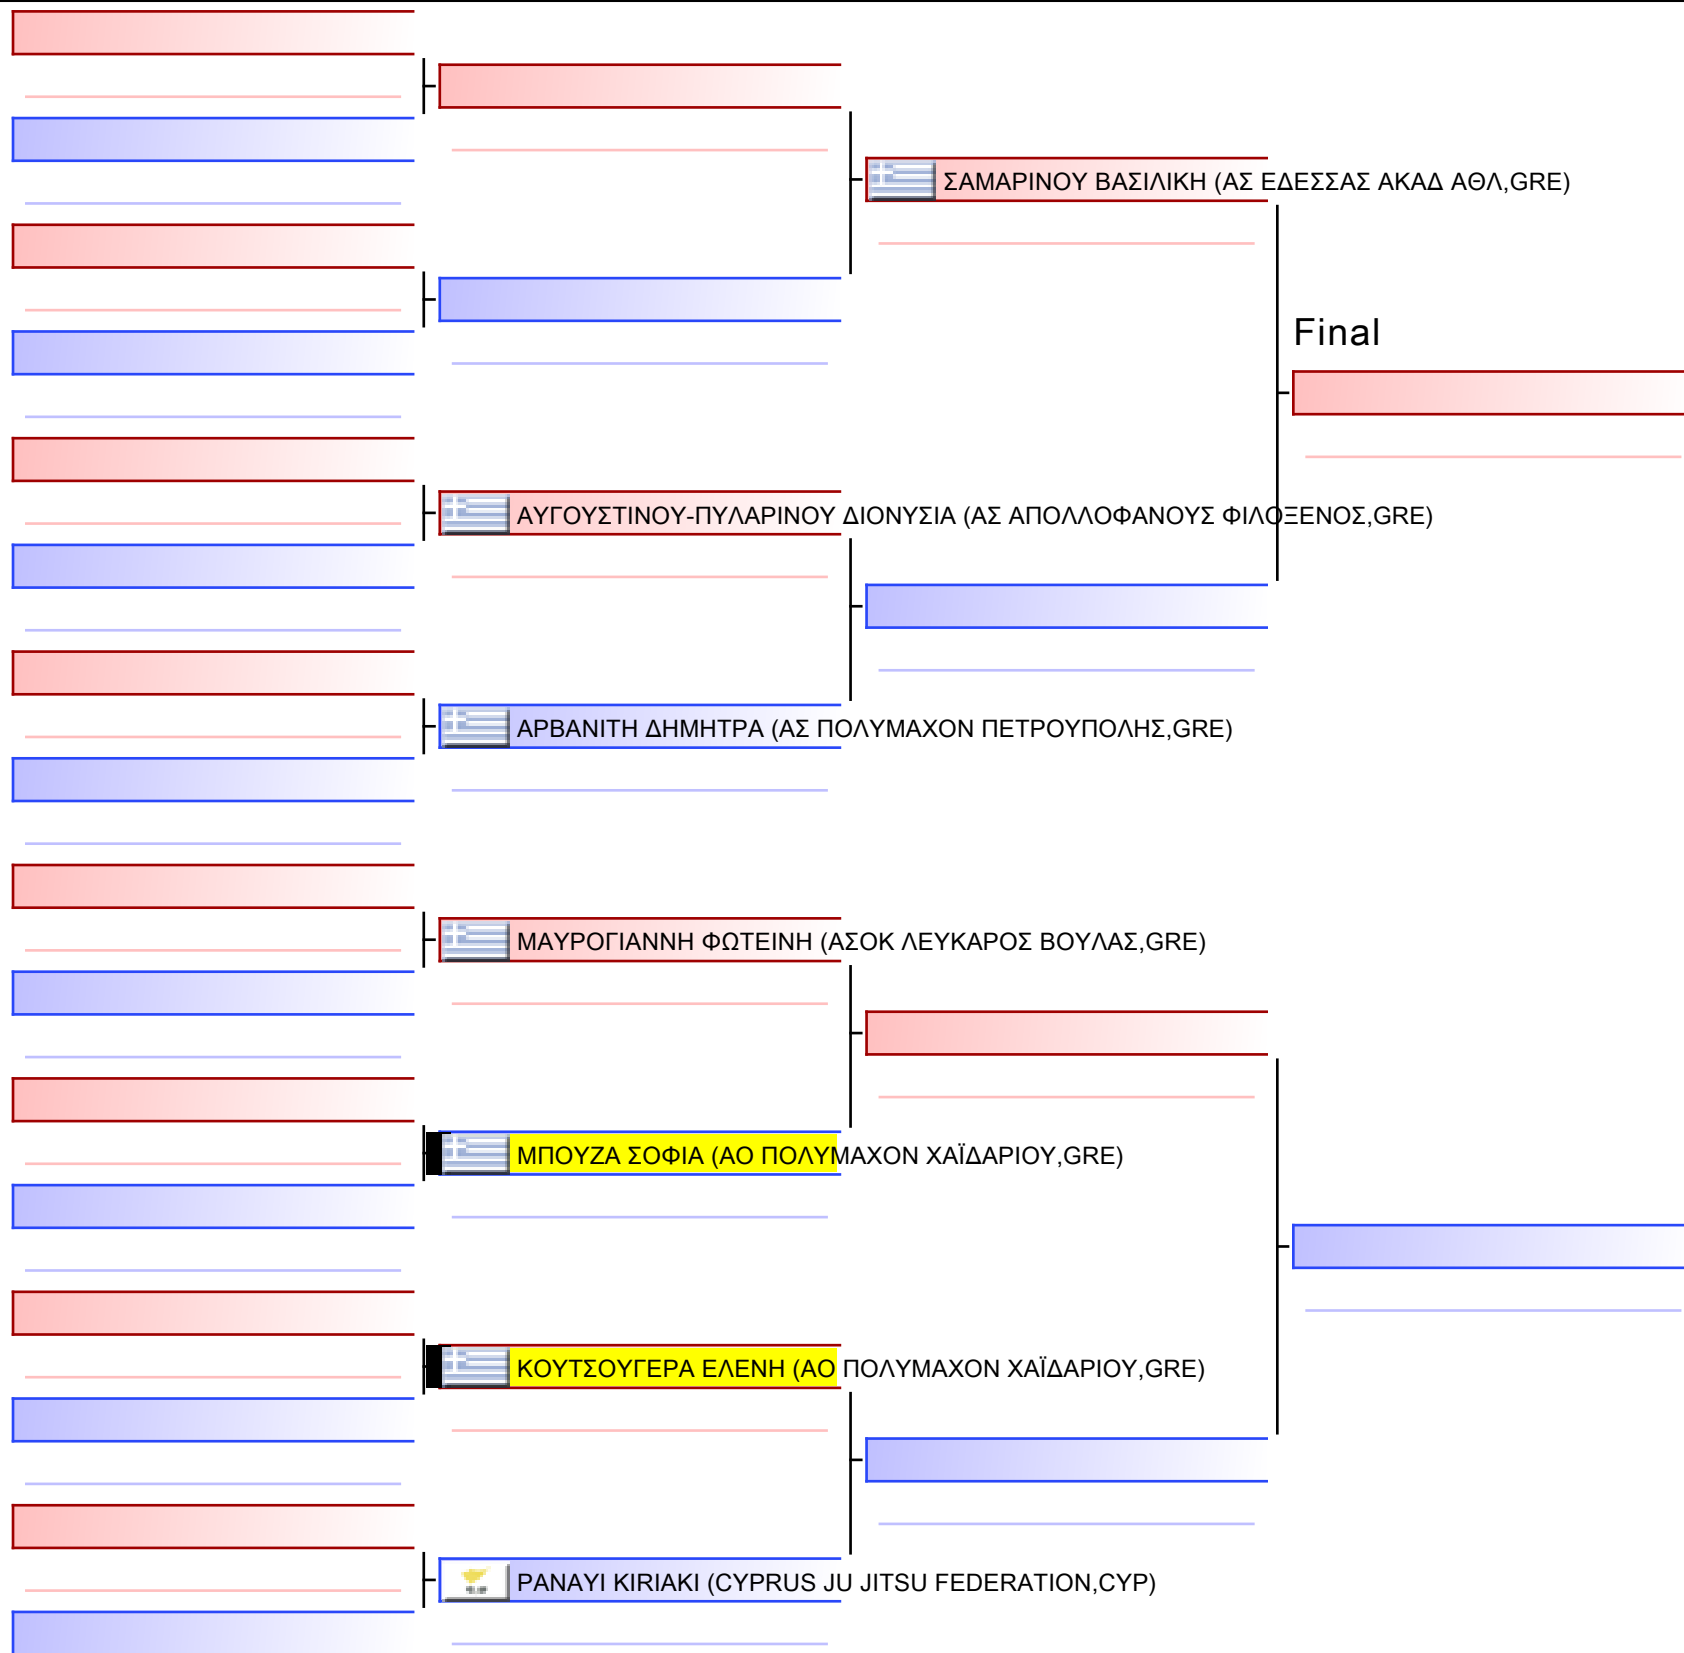 ΣΑΜΑΡΙΝΟΥ ΒΑΣΙΛΙΚΗ (ΑΣ ΕΔΕΣΣΑΣ ΑΚΑΔ ΑΘΛ,GRE)
Final
ΑΥΓΟΥΣΤΙΝΟΥ-ΠΥΛΑΡΙΝΟΥ ΔΙΟΝΥΣΙΑ (ΑΣ ΑΠΟΛΛΟΦΑΝΟΥΣ ΦΙΛΟΞΕΝΟΣ,GRE)
ΑΡΒΑΝΙΤΗ ΔΗΜΗΤΡΑ (ΑΣ ΠΟΛΥΜΑΧΟΝ ΠΕΤΡΟΥΠΟΛΗΣ,GRE)
ΜΑΥΡΟΓΙΑΝΝΗ ΦΩΤΕΙΝΗ (ΑΣΟΚ ΛΕΥΚΑΡΟΣ ΒΟΥΛΑΣ,GRE)
ΜΠΟΥΖΑ ΣΟΦΙΑ (ΑΟ ΠΟΛΥΜΑΧΟΝ ΧΑΪΔΑΡΙΟΥ,GRE)
ΚΟΥΤΣΟΥΓΕΡΑ ΕΛΕΝΗ (ΑΟ ΠΟΛΥΜΑΧΟΝ ΧΑΪΔΑΡΙΟΥ,GRE)
PANAYI KIRIAKI (CYPRUS JU JITSU FEDERATION,CYP)